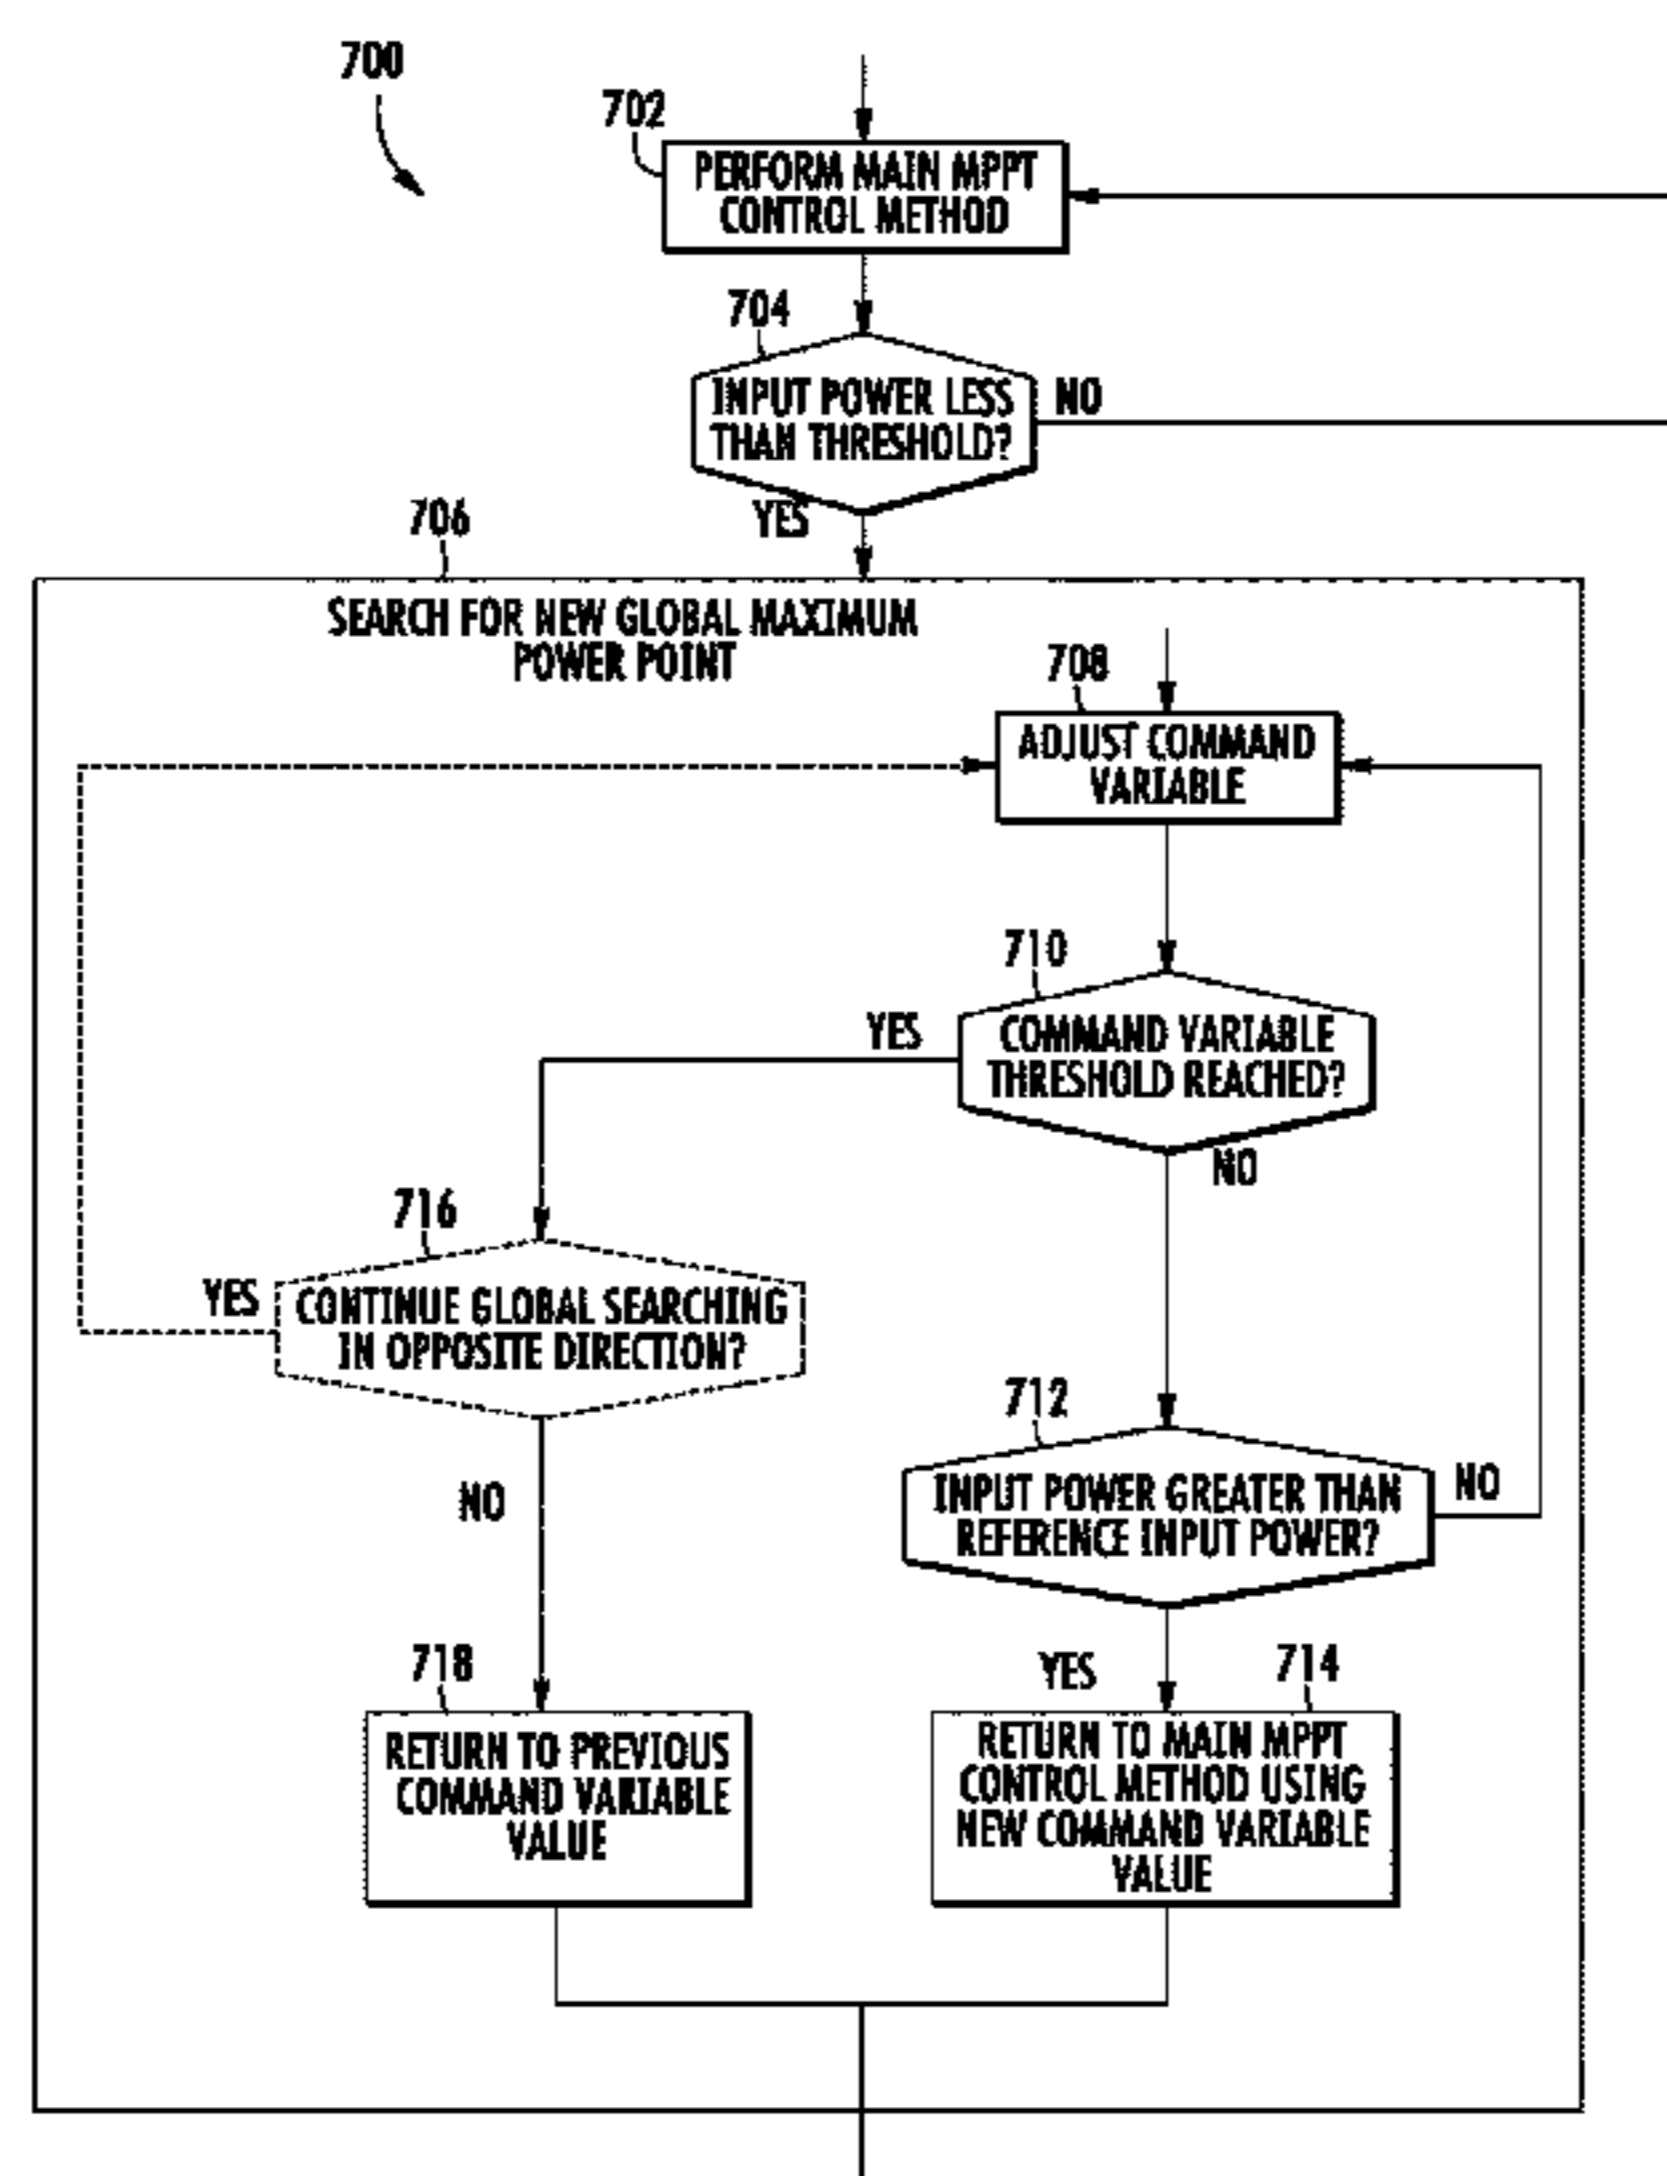 700
702
PERFORM MAIN MPPT
CONTROL METHOD
704
INPUT POWER LESS
THAN THRESHOLD?
NO
YES
706
SEARCH FOR NEW GLOBAL MAXIMUM
POWER POINT
708
ADJUST COMMAND
VARIABLE
710
COMMAND VARIABLE
THRESHOLD REACHED?
YES
NO
716
CONTINUE GLOBAL SEARCHING
IN OPPOSITE DIRECTION?
YES
NO
712
INPUT POWER GREATER THAN
REFERENCE INPUT POWER?
NO
YES
718
RETURN TO PREVIOUS
COMMAND VARIABLE
VALUE
714
RETURN TO MAIN MPPT
CONTROL METHOD USING
NEW COMMAND VARIABLE
VALUE